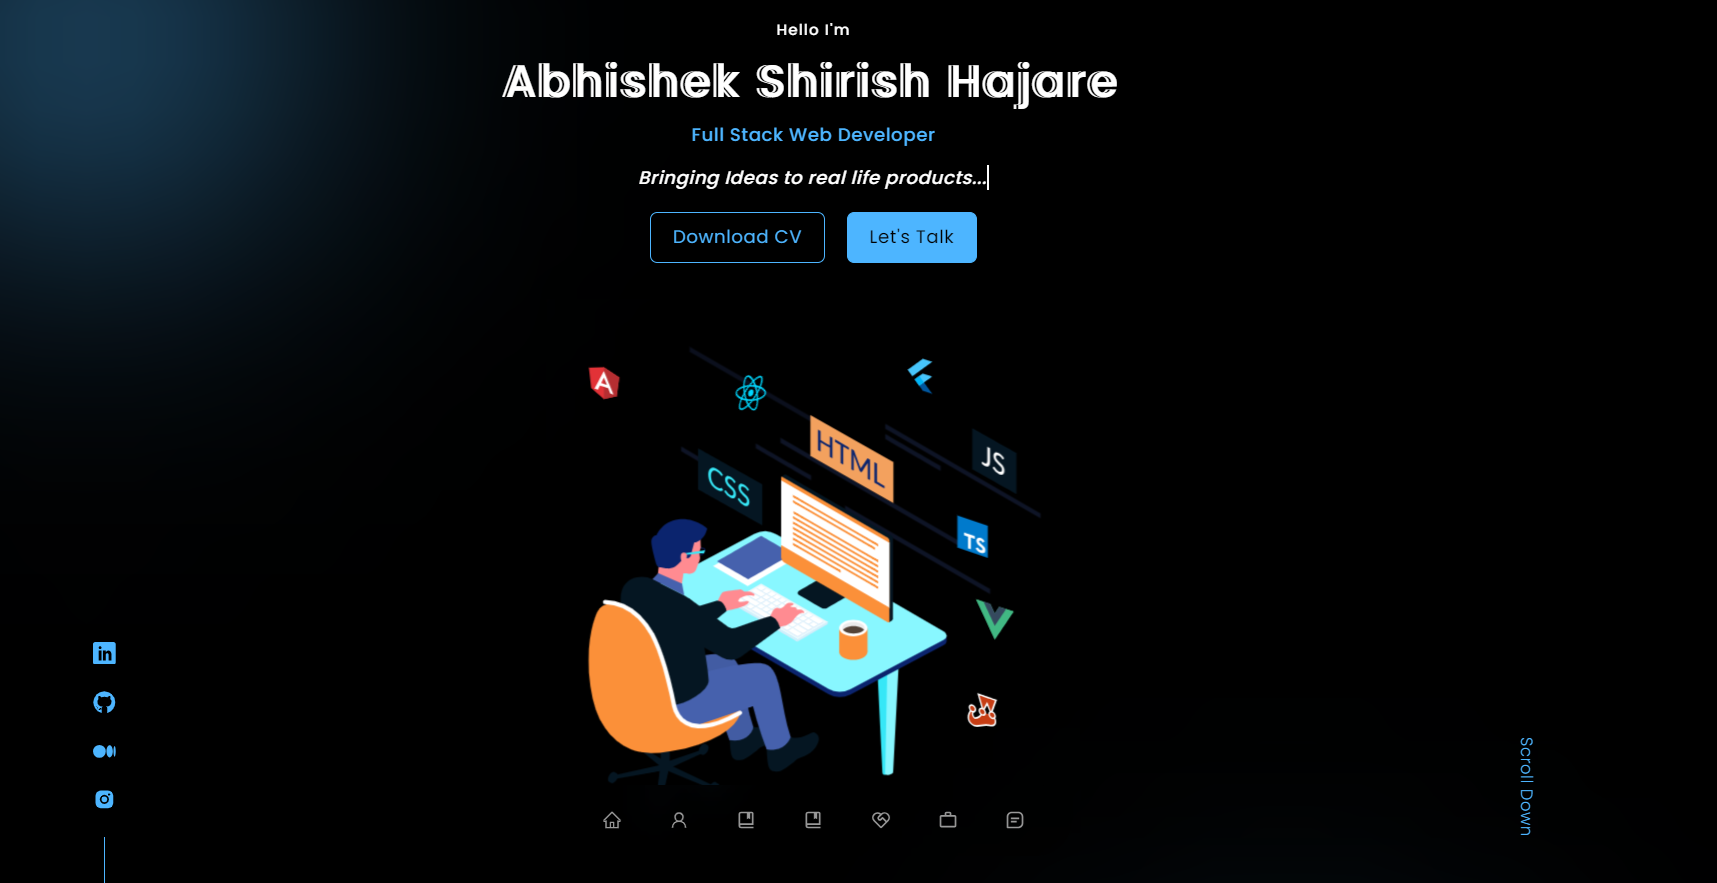 Hello I'm
Abhishek Shirish Hajare
Full Stack Web Developer
Bringing Ideas to real life products...
Download CV
Let's Talk
A
HTML
JS
CSS
TS
in
Scroll Down